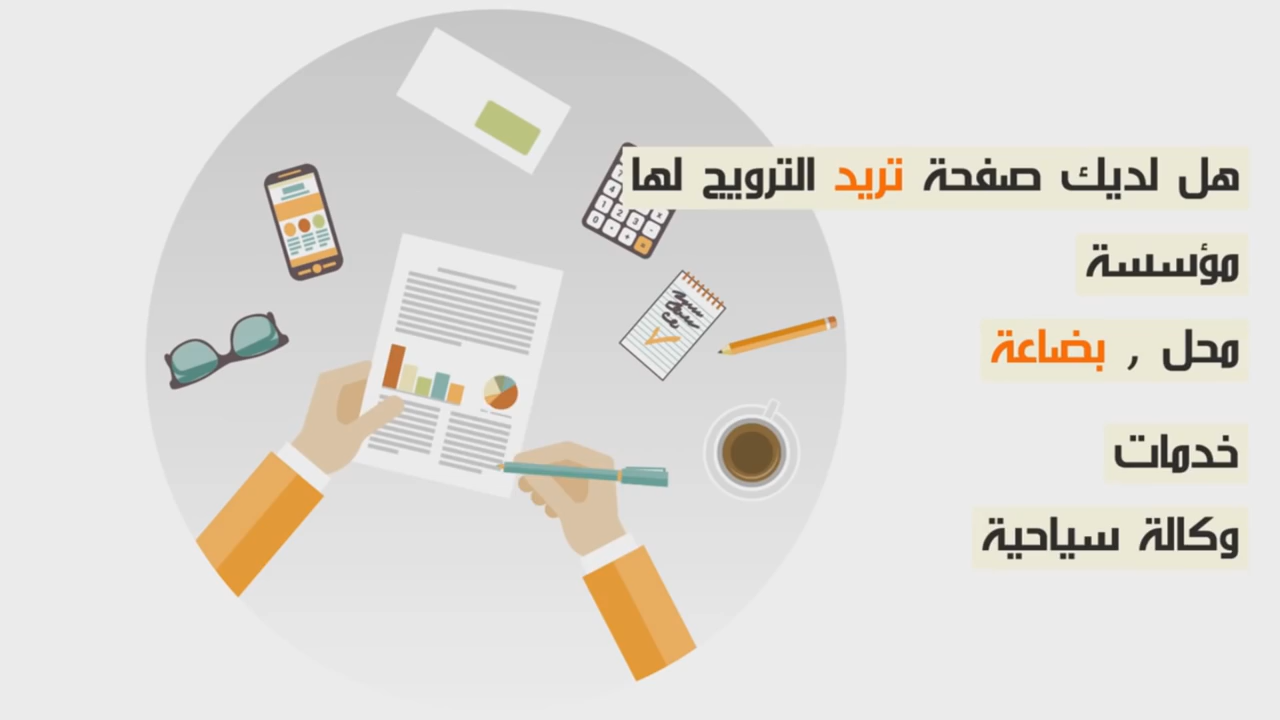 هل لديك صفحة تريد الترويج لها
مؤسسة
محل , بضاعة
خدمات
وكالة سياحية